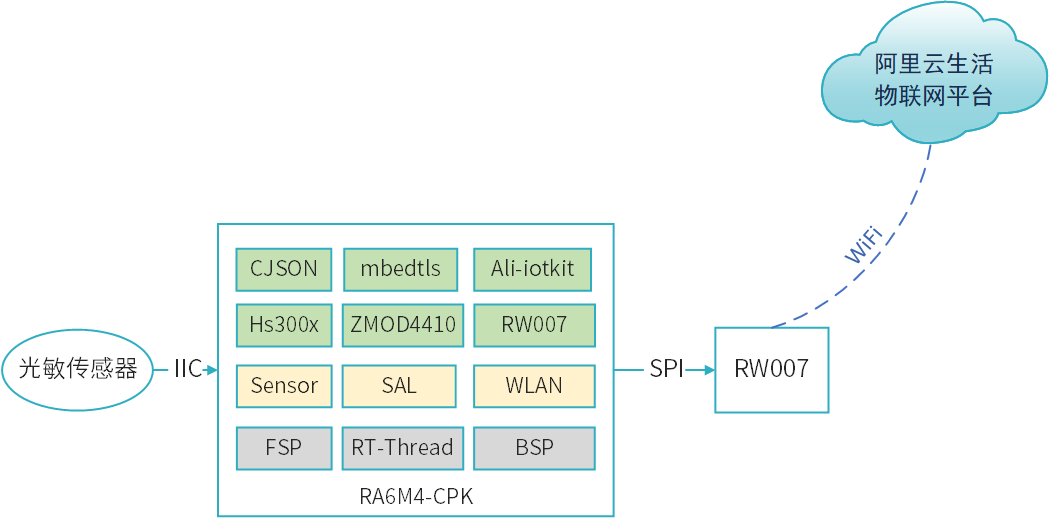 阿里云生活
物联网平台
WiFi
CJSON
mbedtls
Ali-iotkit
Hs300x
ZMOD4410
RW007
光敏传感器
IIC
Sensor
SAL
WLAN
SPI
RW007
FSP
RT-Thread
BSP
RA6M4-CPK